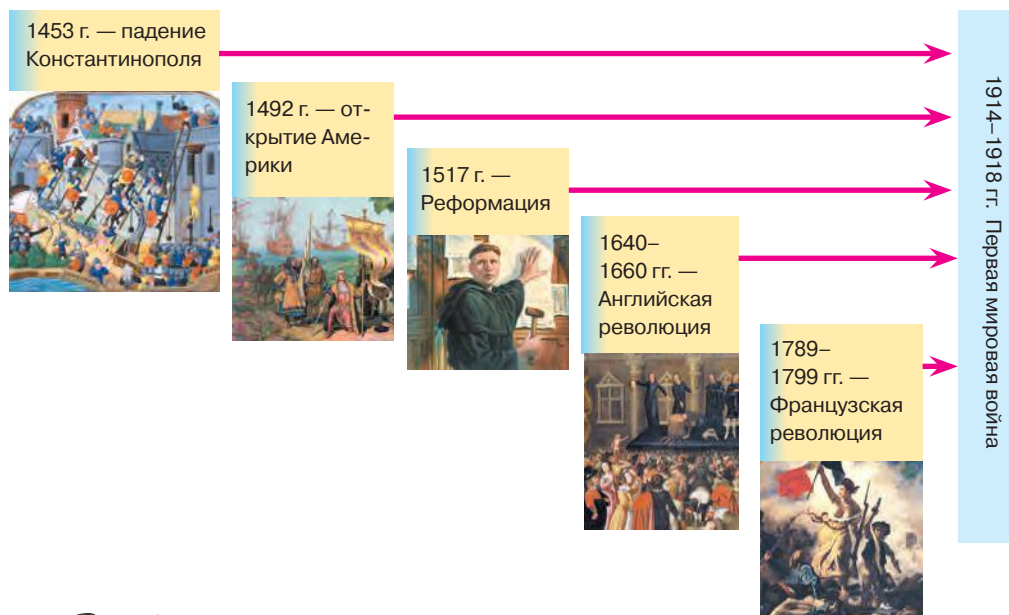 1453 г. — падение
Константинополя
1492 г. — от-
крытие Аме-
рики
1517 г. —
Реформация
1640–
1660 гг. —
Английская
революция
1789–
1799 гг. —
Французская
революция
1914–1918 гг. Первая мировая война